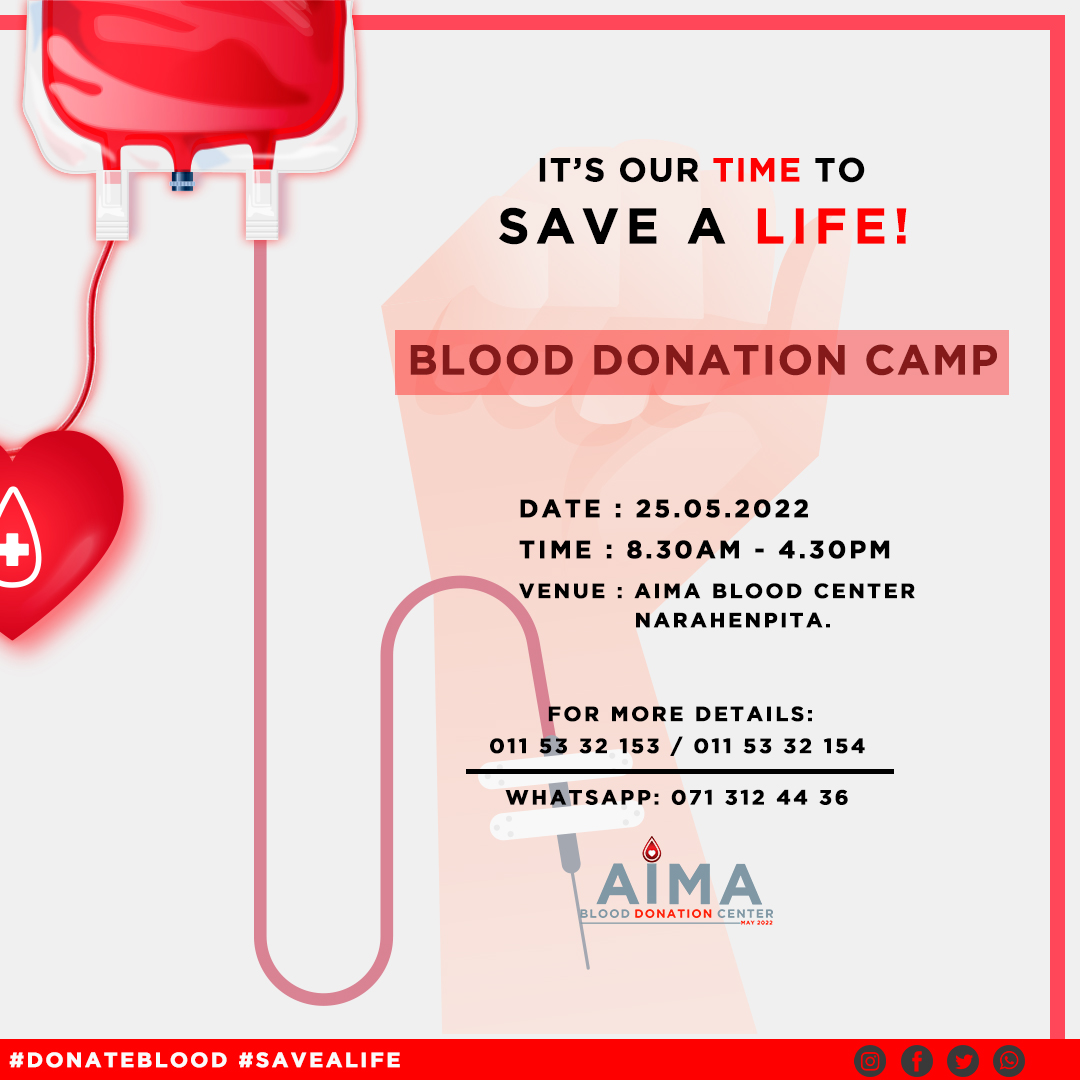 IT'S OUR TIME TO
SAVE A LIFE!
BLOOD DONATION CAMP
DATE : 25.05.2022
TIME : 8.30AM - 4.30PM
VENUE : AIMA BLOOD CENTER
NARAHENPITA.
FOR MORE DETAILS:
011 53 32 153 / 011 53 32 154
WHATSAPP: 071 312 44 36
AIMA
BLOOD DONATION CENTER
MAY 2022
#DONATEBLOOD #SAVEALIFE